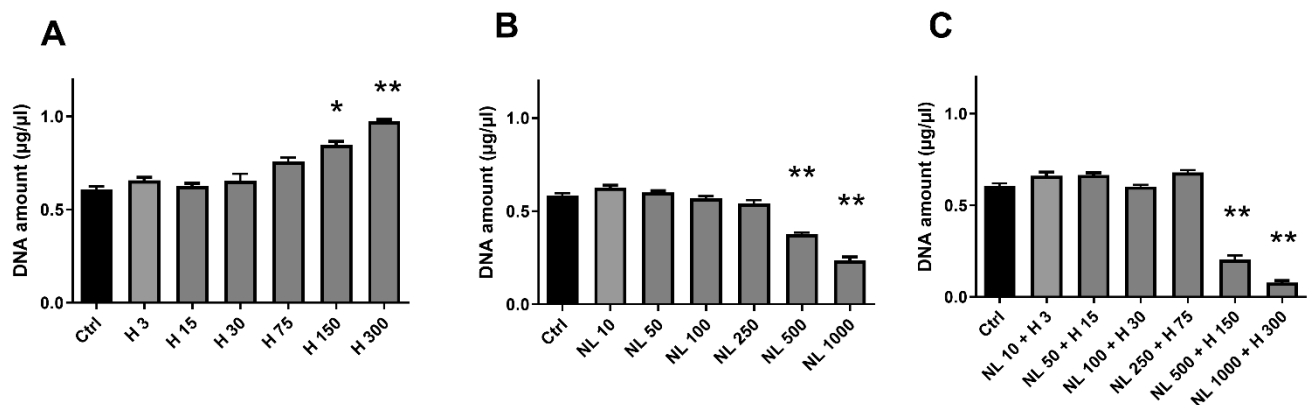 A
DNA amount (µg/µl)
1.0
0.5
0.0
*
**
Ctrl
H 3
H 15
H 30
H 75
H 150
H 300
B
DNA amount (µg/µl)
1.0
0.5
0.0
**
**
Ctrl
NL 10
NL 50
NL 100
NL 250
NL 500
NL 1000
C
DNA amount (µg/µl)
1.0
0.5
0.0
**
**
Ctrl
NL 10 + H 3
NL 50 + H 15
NL 100 + H 30
NL 250 + H 75
NL 500 + H 150
NL 1000 + H 300